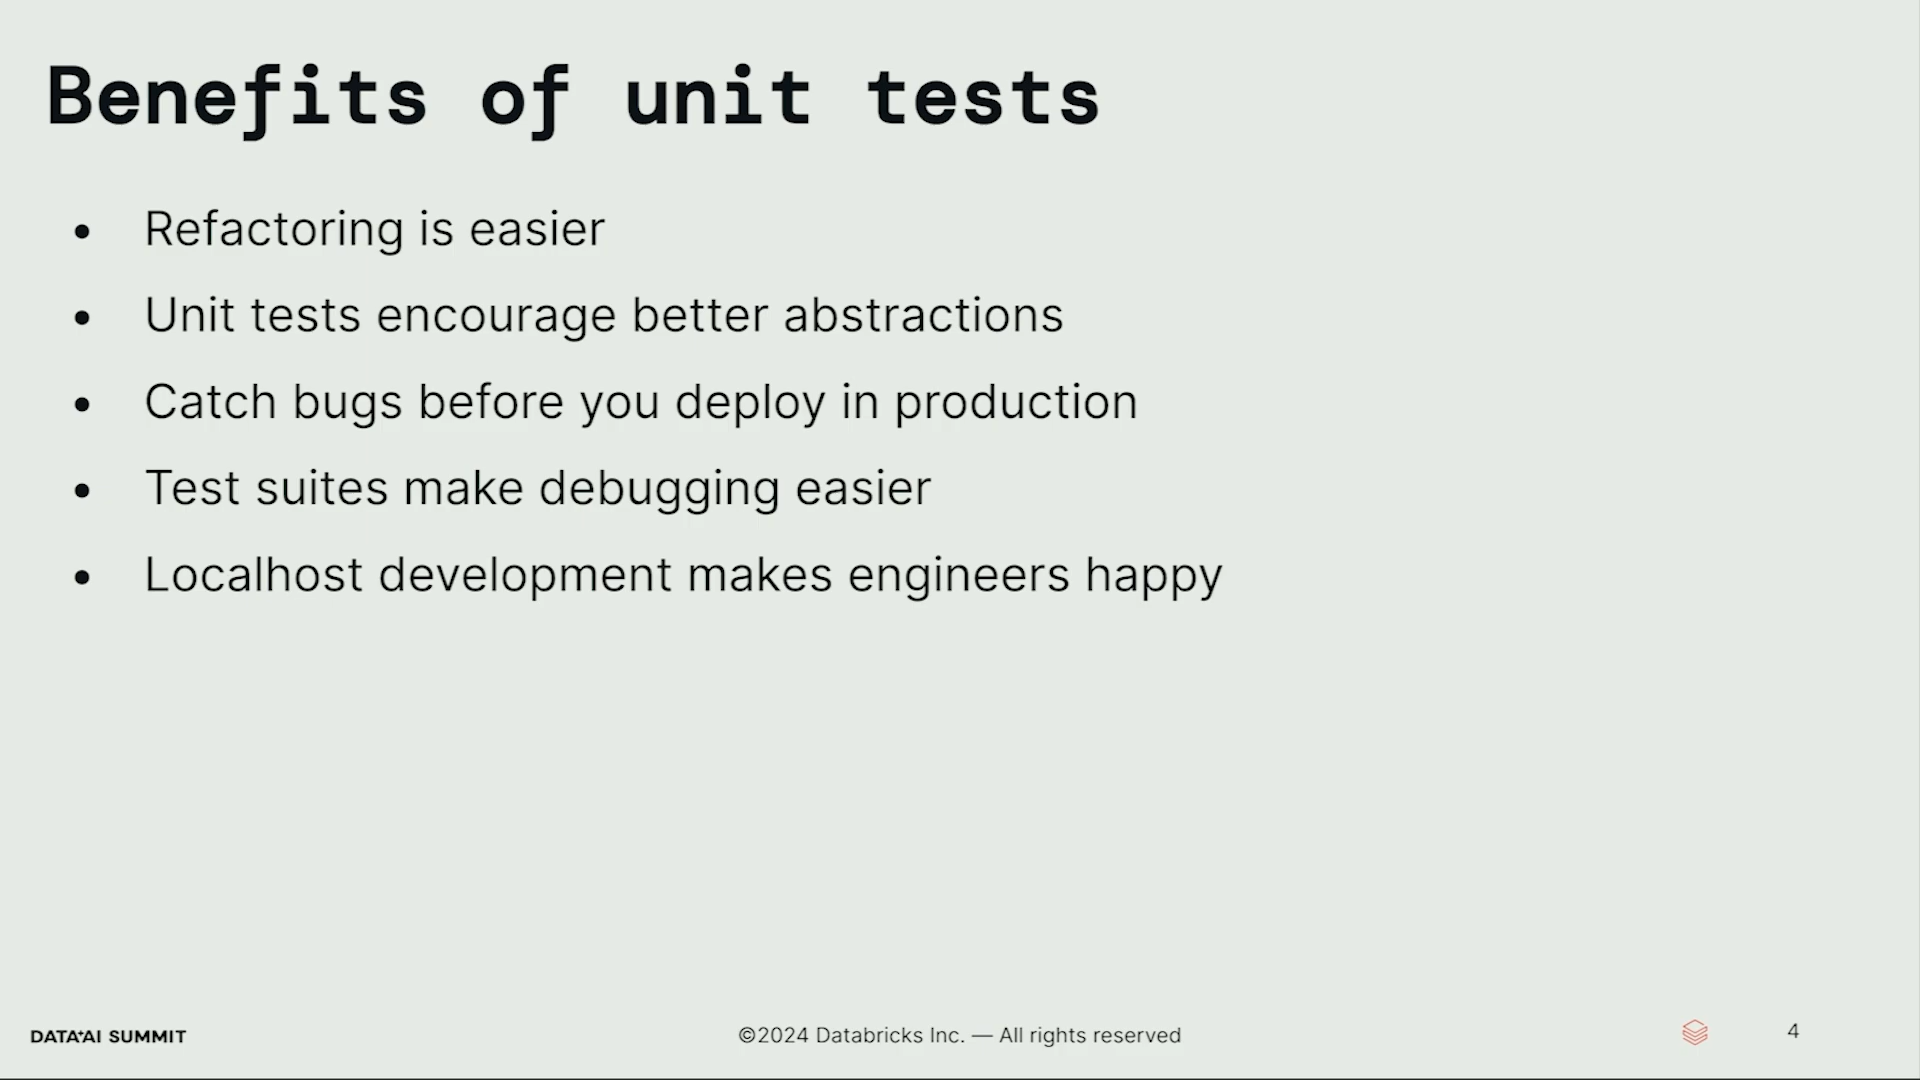 Benefits of unit tests
• Refactoring is easier
• Unit tests encourage better abstractions
• Catch bugs before you deploy in production
• Test suites make debugging easier
• Localhost development makes engineers happy
DATA+AI SUMMIT
©2024 Databricks Inc. — All rights reserved
4